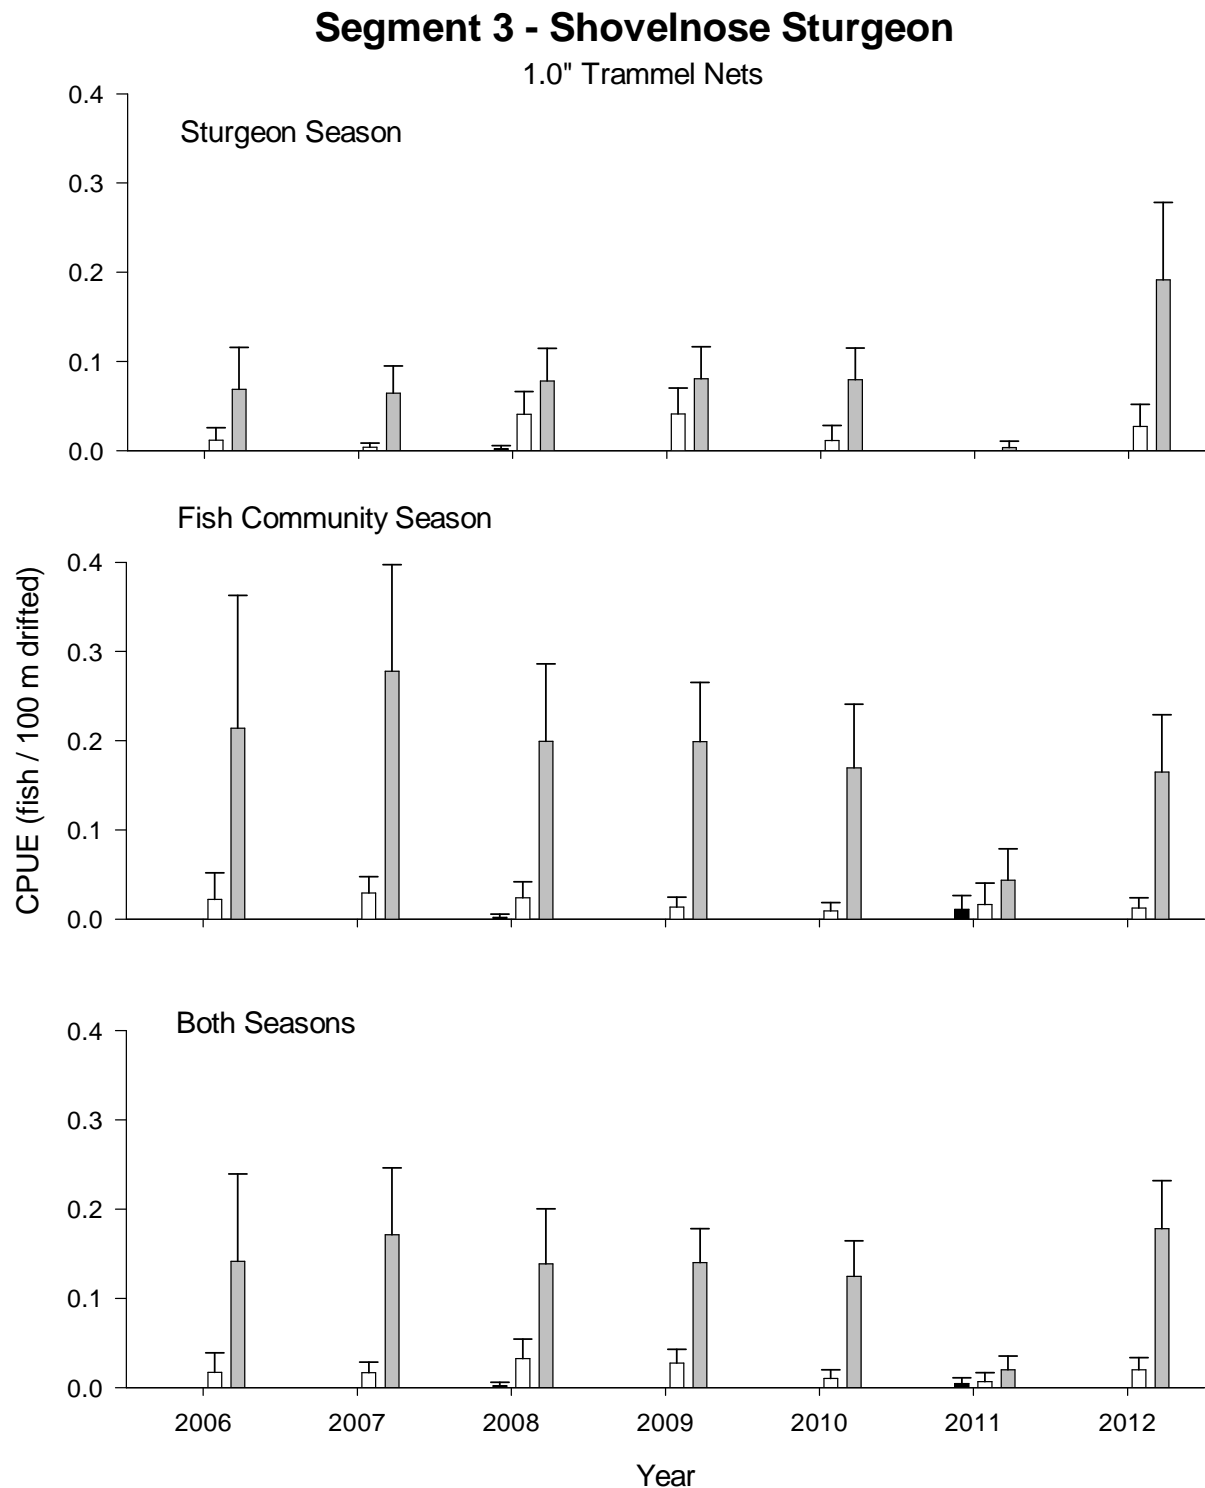 Segment 3 - Shovelnose Sturgeon
1.0" Trammel Nets
Sturgeon Season
0.4
0.3
0.2
0.1
0.0
Fish Community Season
0.4
0.3
0.2
0.1
0.0
CPUE (fish / 100 m drifted)
Both Seasons
0.4
0.3
0.2
0.1
0.0
2006 2007 2008 2009 2010 2011 2012
Year